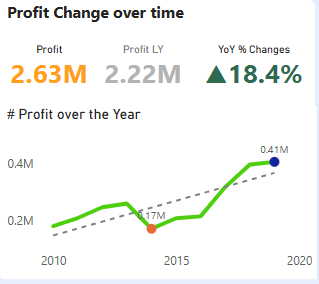 Profit Change over time
Profit Profit LY YoY % Changes
2.63M 2.22M ▲18.4%
# Profit over the Year
0.41M
0.4M
0.17M
0.2M
2010 2015 2020